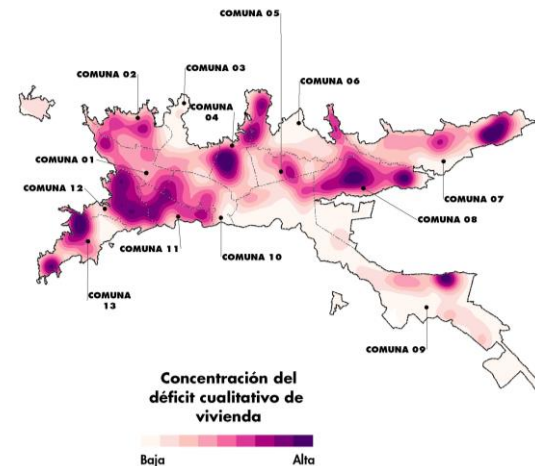 COMUNA 05
COMUNA 03
COMUNA 02
COMUNA 06
COMUNA
04
COMUNA 01
COMUNA 12
COMUNA 07
COMUNA 08
COMUNA 11
COMUNA 10
COMUNA
13
COMUNA 09
Concentración del
déficit cualitativo de
vivienda
Baja Alta